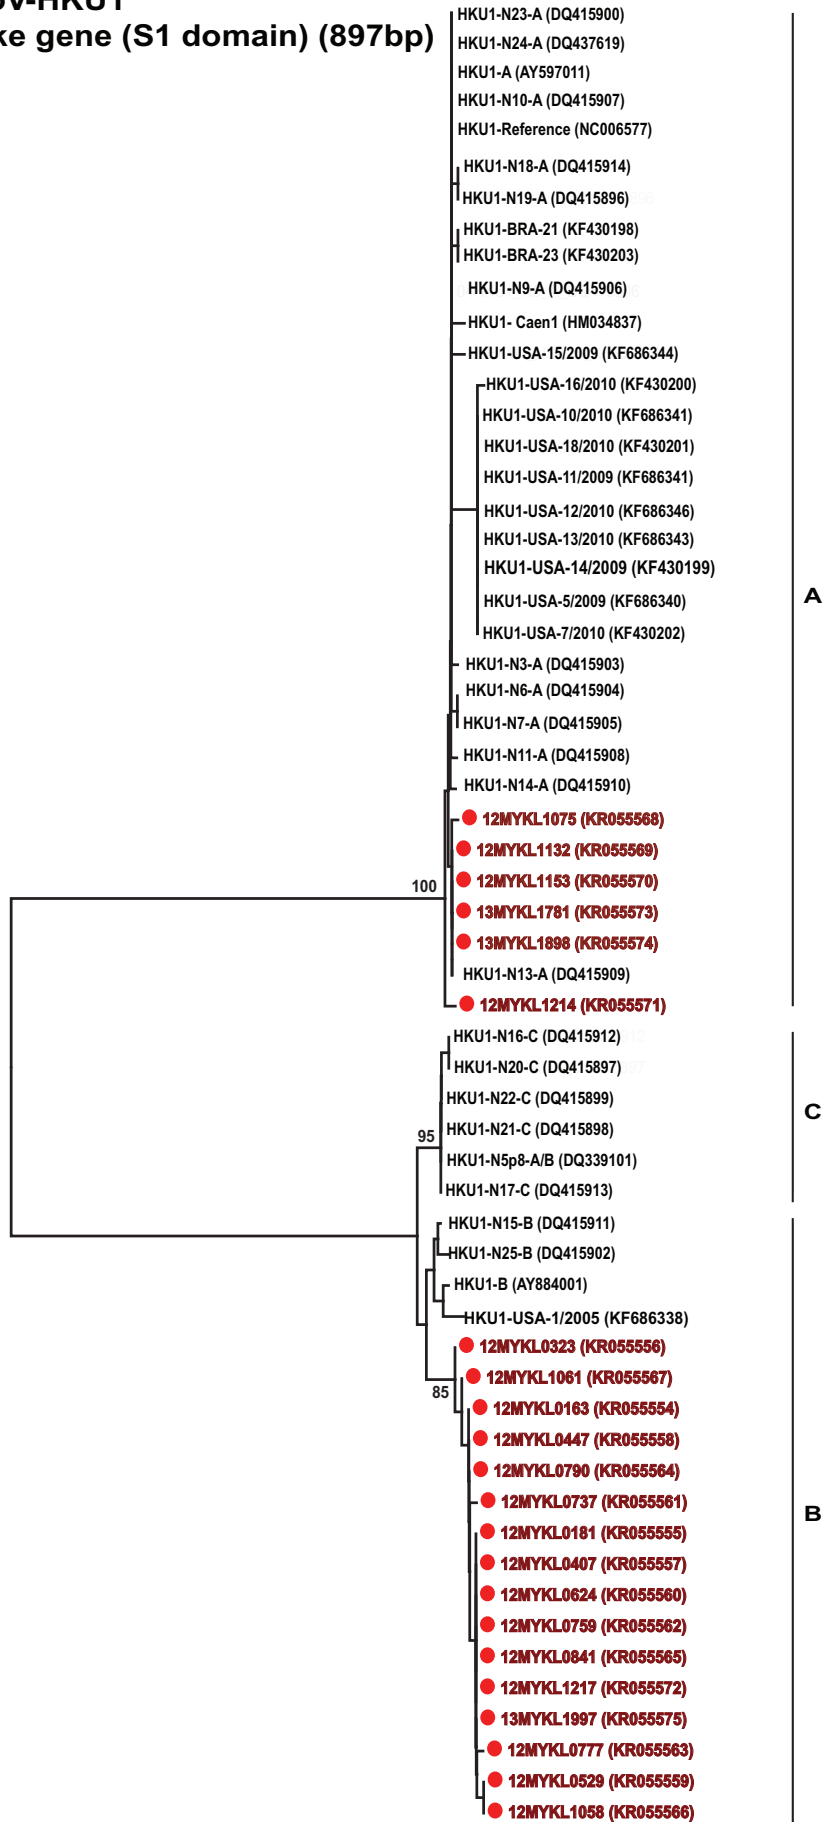 ke gene (S1 domain) (897bp)
HKU1-N23-A (DQ415900)
HKU1-N24-A (DQ437619)
HKU1-A (AY597011)
HKU1-N10-A (DQ415907)
HKU1-Reference (NC006577)
HKU1-N18-A (DQ415914)
HKU1-N19-A (DQ415896)
HKU1-BRA-21 (KF430198)
HKU1-BRA-23 (KF430203)
HKU1-N9-A (DQ415906)
HKU1- Caen1 (HM034837)
HKU1-USA-15/2009 (KF686344)
HKU1-USA-16/2010 (KF430200)
HKU1-USA-10/2010 (KF686341)
HKU1-USA-18/2010 (KF430201)
HKU1-USA-11/2009 (KF686341)
HKU1-USA-12/2010 (KF686346)
HKU1-USA-13/2010 (KF686343)
HKU1-USA-14/2009 (KF430199)
A
HKU1-USA-5/2009 (KF686340)
HKU1-USA-7/2010 (KF430202)
HKU1-N3-A (DQ415903)
HKU1-N6-A (DQ415904)
HKU1-N7-A (DQ415905)
HKU1-N11-A (DQ415908)
HKU1-N14-A (DQ415910)
12MYKL1075 (KR055568)
12MYKL1132 (KR055569)
12MYKL1153 (KR055570)
100
13MYKL1781 (KR055573)
13MYKL1898 (KR055574)
HKU1-N13-A (DQ415909)
12MYKL1214 (KR055571)
HKU1-N16-C (DQ415912)
HKU1-N20-C (DQ415897)
HKU1-N22-C (DQ415899)
C
HKU1-N21-C (DQ415898)
95
HKU1-N5p8-A/B (DQ339101)
HKU1-N17-C (DQ415913)
HKU1-N15-B (DQ415911)
HKU1-N25-B (DQ415902)
HKU1-B (AY884001)
HKU1-USA-1/2005 (KF686338)
12MYKL0323 (KR055556)
12MYKL1061 (KR055567)
85
12MYKL0163 (KR055554)
12MYKL0447 (KR055558)
12MYKL0790 (KR055564)
12MYKL0737 (KR055561)
B
12MYKL0181 (KR055555)
12MYKL0407 (KR055557)
12MYKL0624 (KR055560)
12MYKL0759 (KR055562)
12MYKL0841 (KR055565)
12MYKL1217 (KR055572)
13MYKL1997 (KR055575)
12MYKL0777 (KR055563)
12MYKL0529 (KR055559)
12MYKL1058 (KR055566)